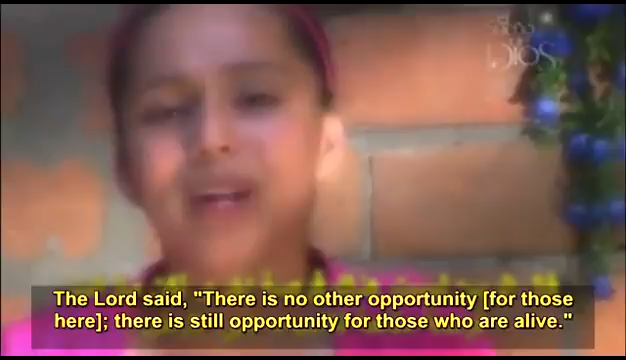 DIOS
The Lord said, "There is no other opportunity [for those
here]; there is still opportunity for those who are alive."